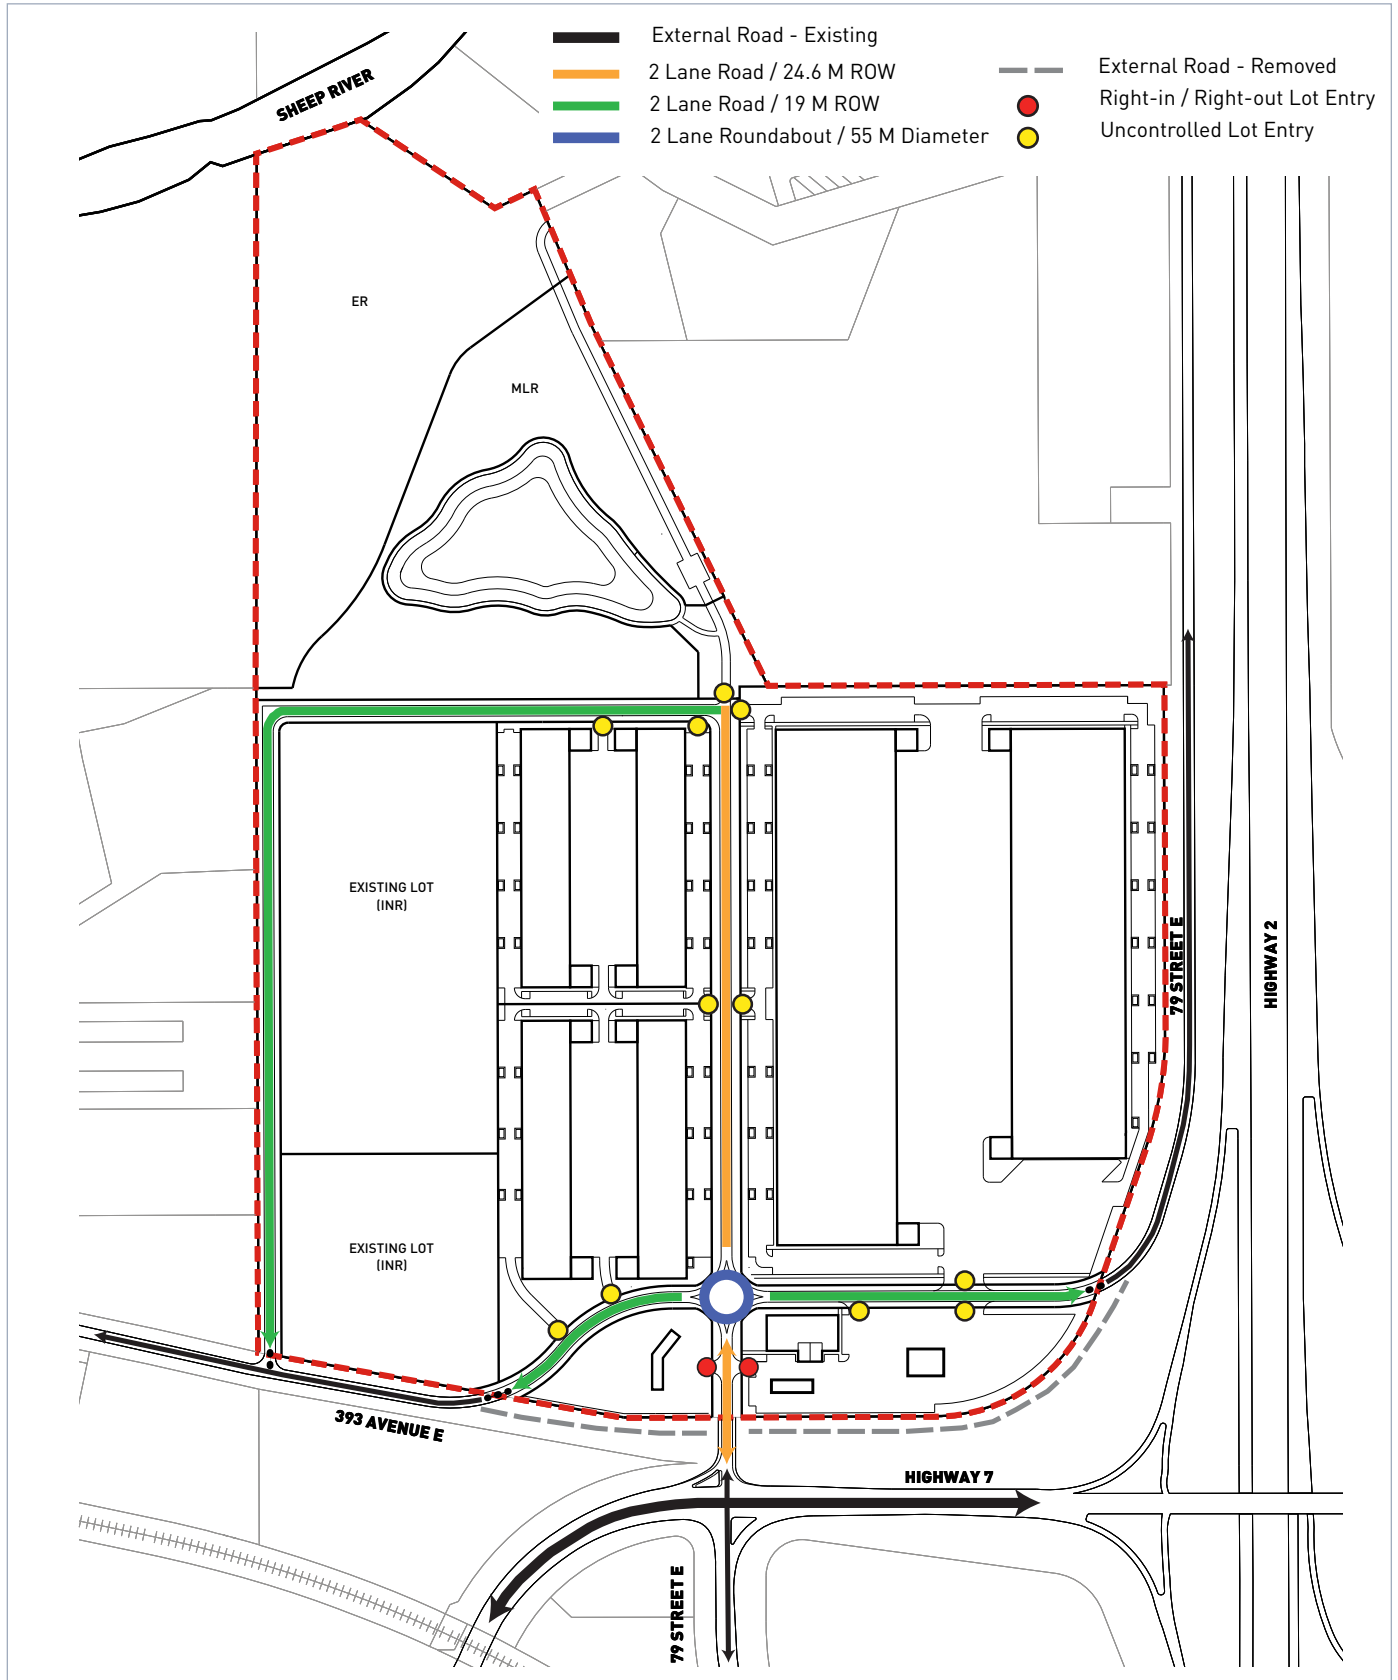 External Road - Existing
2 Lane Road / 24.6 M ROW
2 Lane Road / 19 M ROW
2 Lane Roundabout / 55 M Diameter
External Road - Removed
Right-in / Right-out Lot Entry
Uncontrolled Lot Entry
SHEEP RIVER
ER
MLR
EXISTING LOT
(INR)
79 STREET E
HIGHWAY 2
EXISTING LOT
(INR)
393 AVENUE E
HIGHWAY 7
79 STREET E